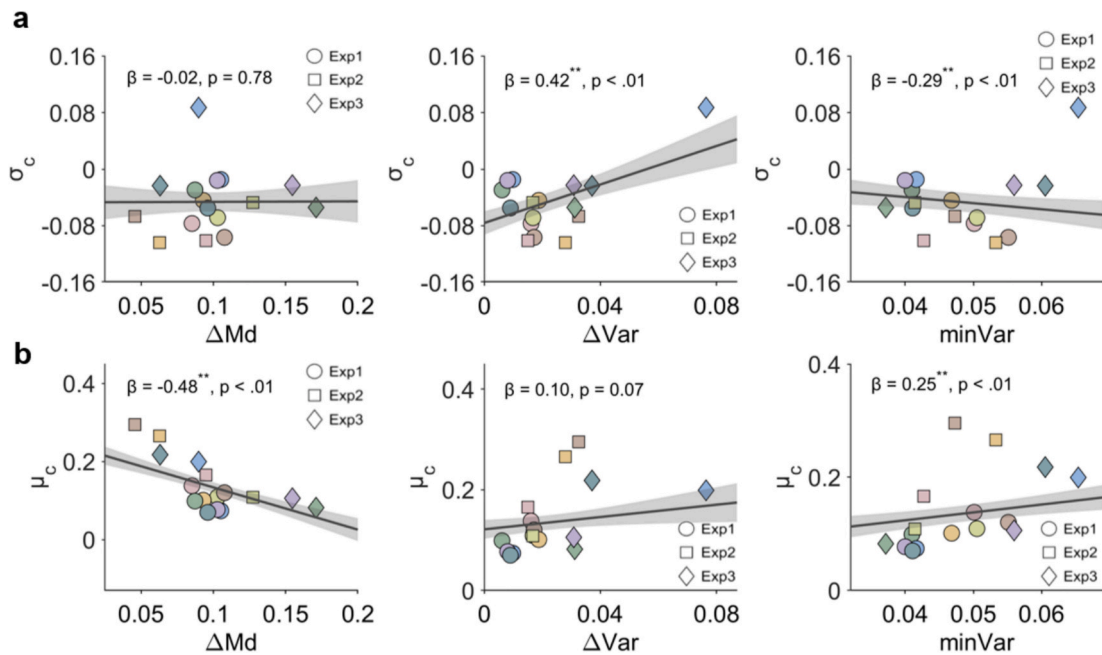 a
0.16
0.08
0
-0.08
-0.16
σc
β = -0.02, p = 0.78
Exp1
Exp2
Exp3
0.05
0.1
0.15
0.2
ΔMd
0.16
0.08
0
-0.08
-0.16
σc
β = 0.42**, p < .01
Exp1
Exp2
Exp3
0
0.04
0.08
ΔVar
0.16
0.08
0
-0.08
-0.16
σc
β = -0.29**, p < .01
Exp1
Exp2
Exp3
0.04
0.05
0.06
minVar
b
0.4
0.2
0
μc
β = -0.48**, p < .01
Exp1
Exp2
Exp3
0.05
0.1
0.15
0.2
ΔMd
0.4
0.2
0
μc
β = 0.10, p = 0.07
Exp1
Exp2
Exp3
0
0.04
0.08
ΔVar
0.4
0.2
0
μc
β = 0.25**, p < .01
Exp1
Exp2
Exp3
0.04
0.05
0.06
minVar